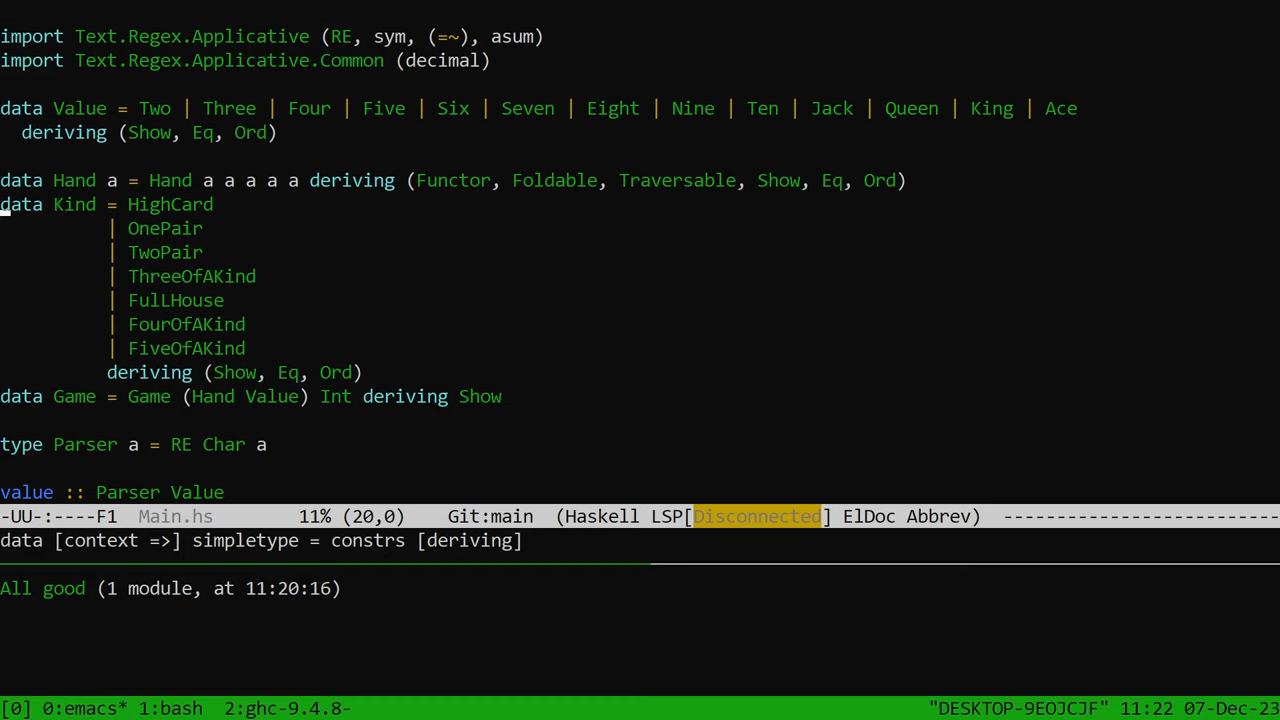 import Text.Regex.Applicative (RE, sym, (=~), asum)
import Text.Regex.Applicative.Common (decimal)
data Value = Two | Three | Four | Five | Six | Seven | Eight | Nine | Ten | Jack | Queen | King | Ace
  deriving (Show, Eq, Ord)
data Hand a = Hand a a a a a deriving (Functor, Foldable, Traversable, Show, Eq, Ord)
data Kind = HighCard
          | OnePair
          | TwoPair
          | ThreeOfAKind
          | FulLHouse
          | FourOfAKind
          | FiveOfAKind
          deriving (Show, Eq, Ord)
data Game = Game (Hand Value) Int deriving Show
type Parser a = RE Char a
value :: Parser Value
-UU-:----F1  Main.hs        11% (20,0)    Git:main  (Haskell LSP[Disconnected] ElDoc Abbrev) --------------------------
data [context =>] simpletype = constrs [deriving]
All good (1 module, at 11:20:16)
[0] 0:emacs* 1:bash  2:ghc-9.4.8- "DESKTOP-9EOJCJF" 11:22 07-Dec-23